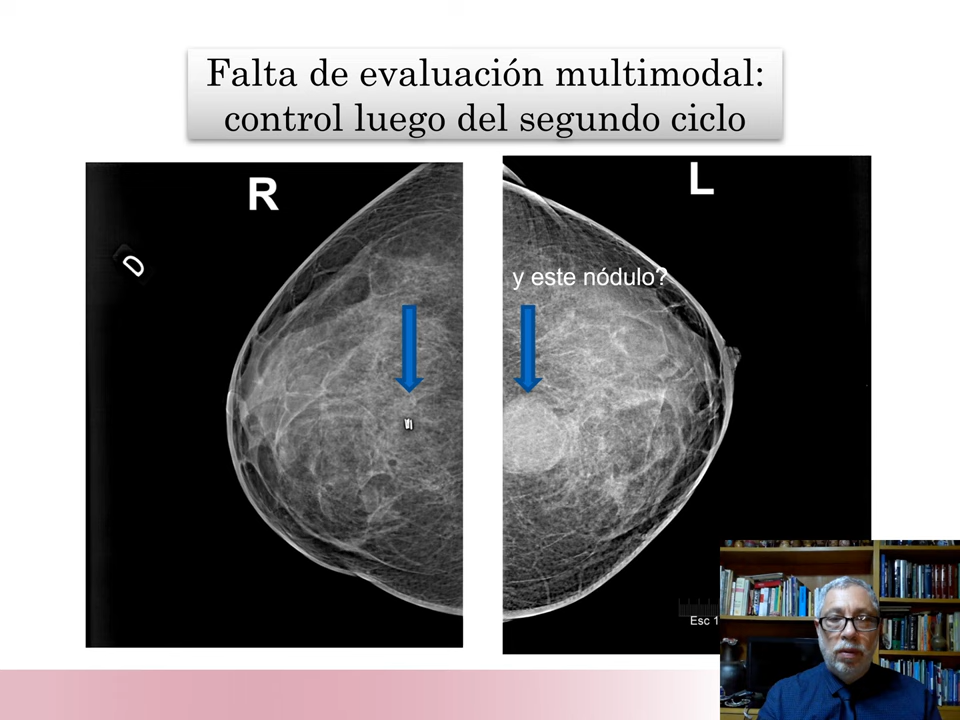 Falta de evaluación multimodal:
control luego del segundo ciclo
R
L
D
y este nódulo?
Esc 1